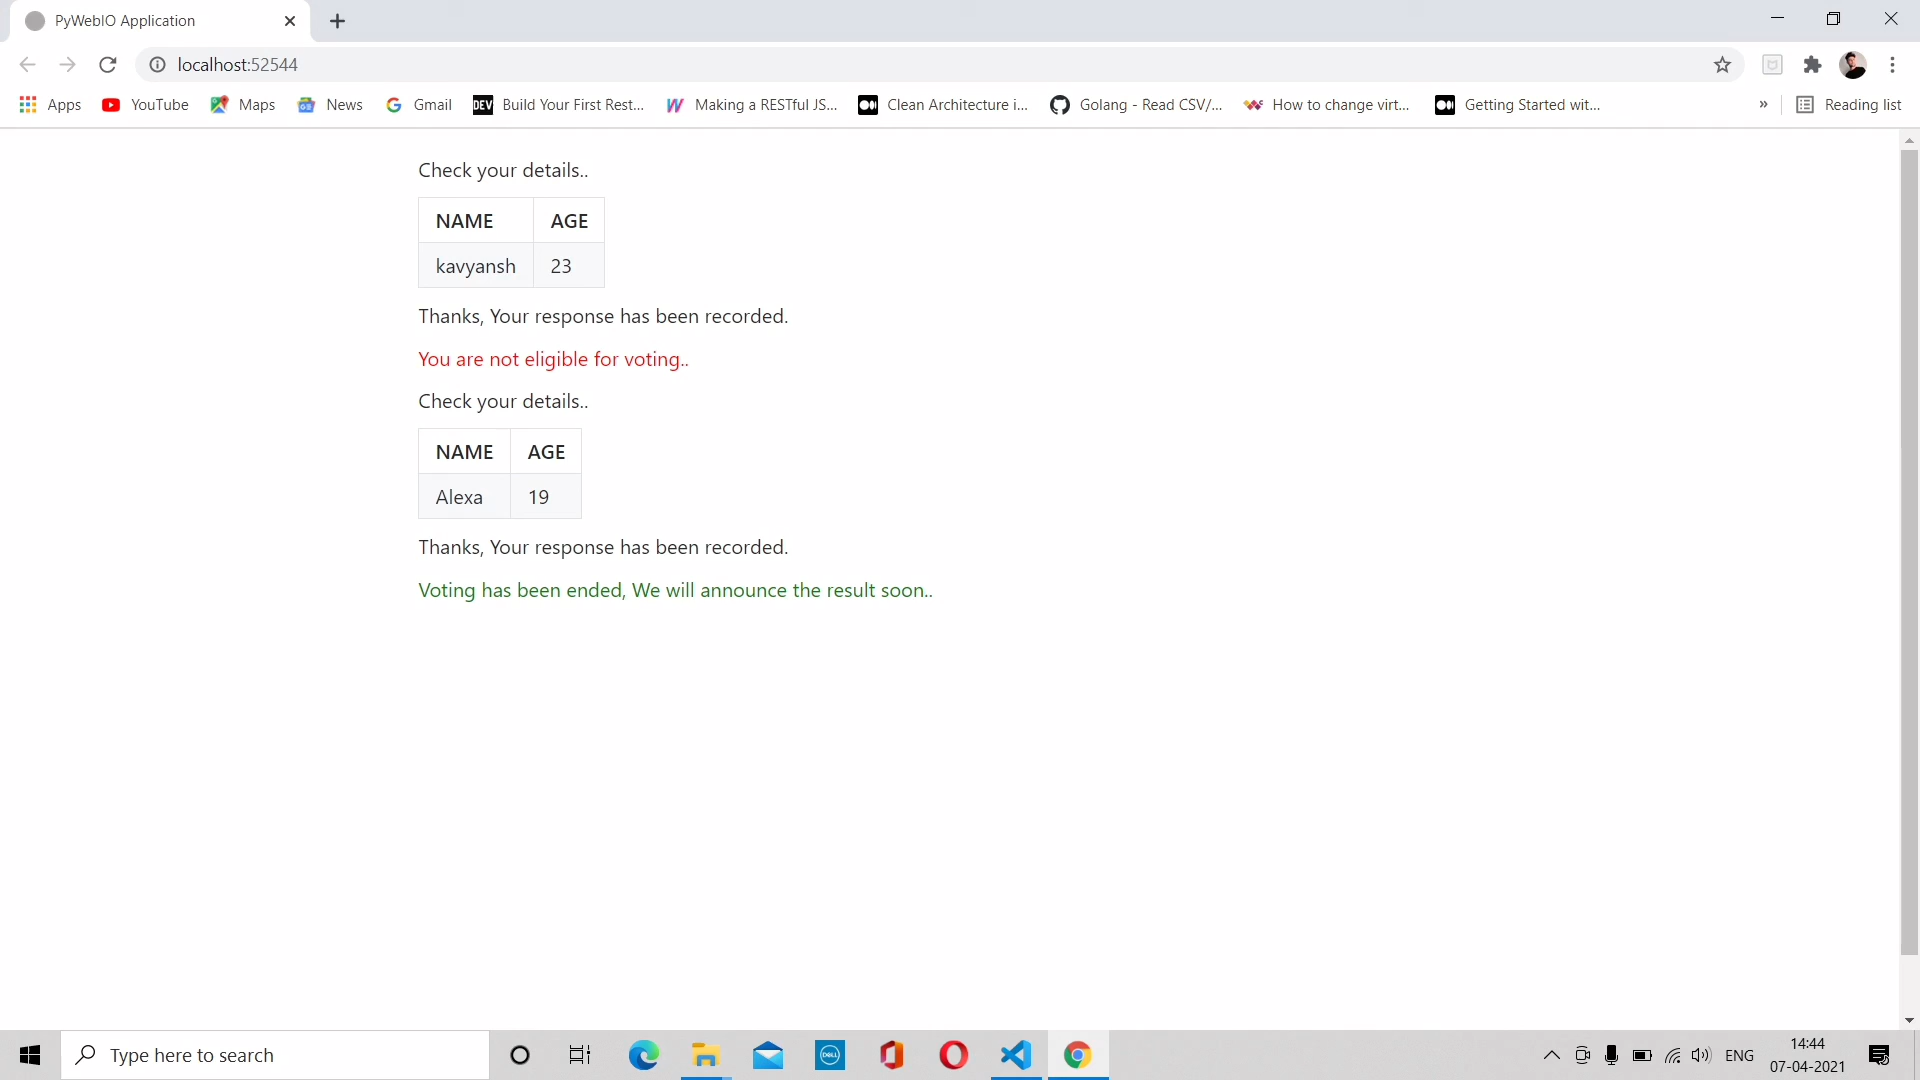 PyWebIO Application
localhost:52544
Apps YouTube Maps News Gmail DEV Build Your First Rest... Making a RESTful JS... Clean Architecture i... Golang - Read CSV/... How to change virt... Getting Started wit... » Reading list
Check your details..
NAME AGE
kavyansh 23
Thanks, Your response has been recorded.
You are not eligible for voting..
Check your details..
NAME AGE
Alexa 19
Thanks, Your response has been recorded.
Voting has been ended, We will announce the result soon..
Type here to search DELL ENG 14:44
07-04-2021